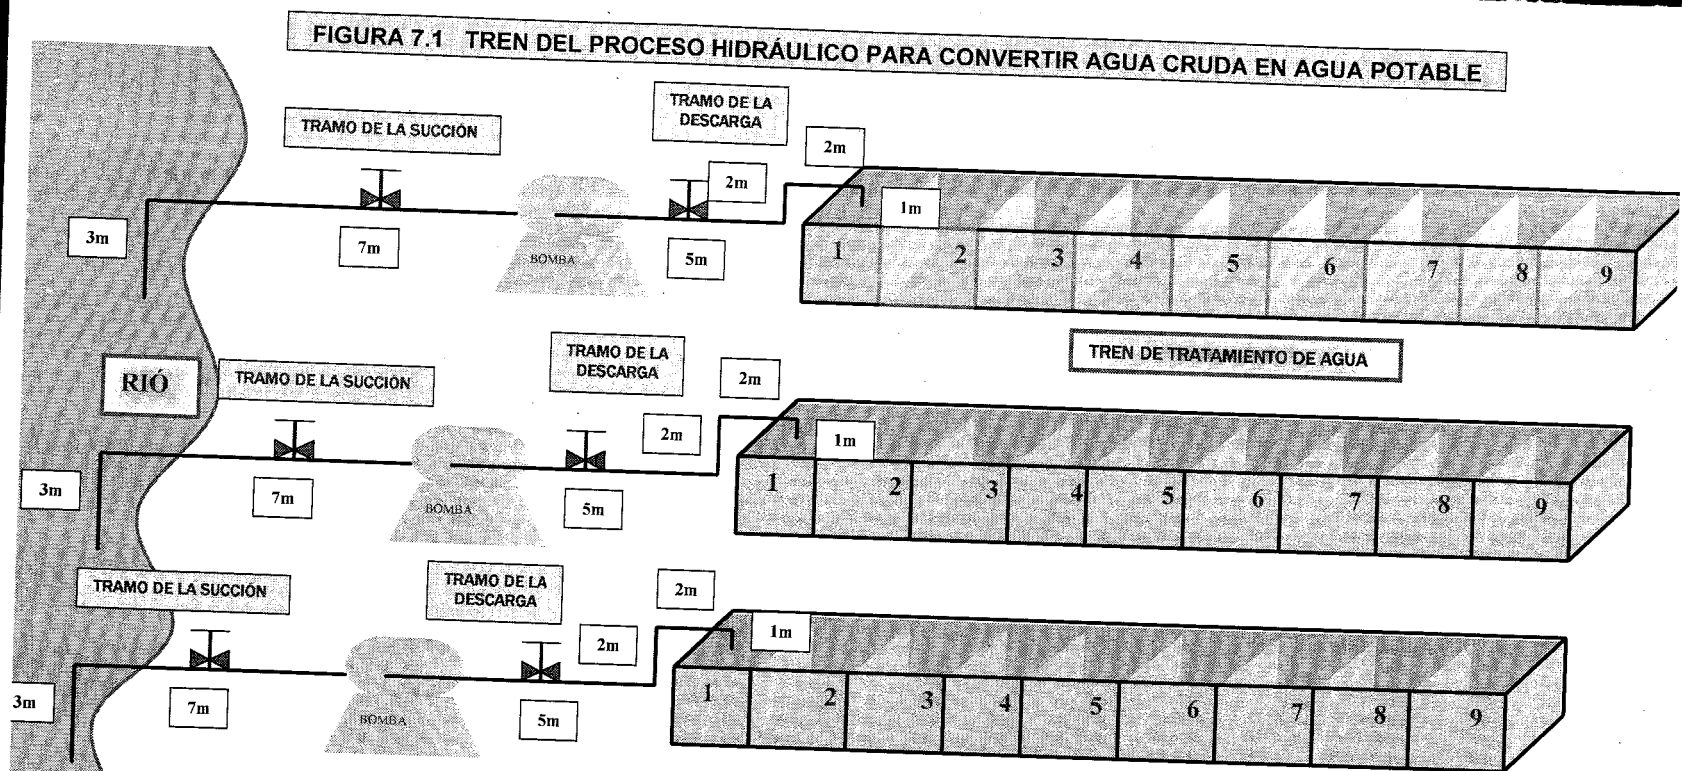 FIGURA 7.1 TREN DEL PROCESO HIDRÁULICO PARA CONVERTIR AGUA CRUDA EN AGUA POTABLE
TRAMO DE LA SUCCIÓN
TRAMO DE LA
DESCARGA
2m
2m
1m
3m
7m
BOMBA
5m
1
2
3
4
5
6
7
8
9
TREN DE TRATAMIENTO DE AGUA
RIÓ
TRAMO DE LA SUCCIÓN
TRAMO DE LA
DESCARGA
2m
2m
1m
3m
7m
BOMBA
5m
1
2
3
4
5
6
7
8
9
TRAMO DE LA SUCCIÓN
TRAMO DE LA
DESCARGA
2m
2m
1m
3m
7m
BOMBA
5m
1
2
3
4
5
6
7
8
9